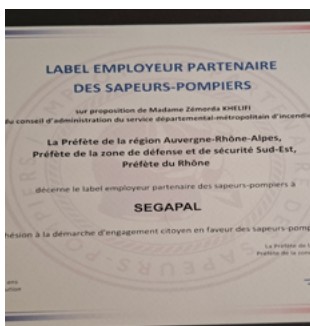 LABEL EMPLOYEUR PARTENAIRE
DES SAPEURS-POMPIERS
sur proposition de Madame Zémorda KHELIFI
du conseil d'administration du service départemental-métropolitain d'incendie
La Préfète de la région Auvergne-Rhône-Alpes,
Préfète de la zone de défense et de sécurité Sud-Est,
Préfète du Rhône
décerne le label employeur partenaire des sapeurs-pompiers à
SEGAPAL
hésion à la démarche d'engagement citoyen en faveur des sapeurs-pomp
La Préfète de
Préfète de la zone